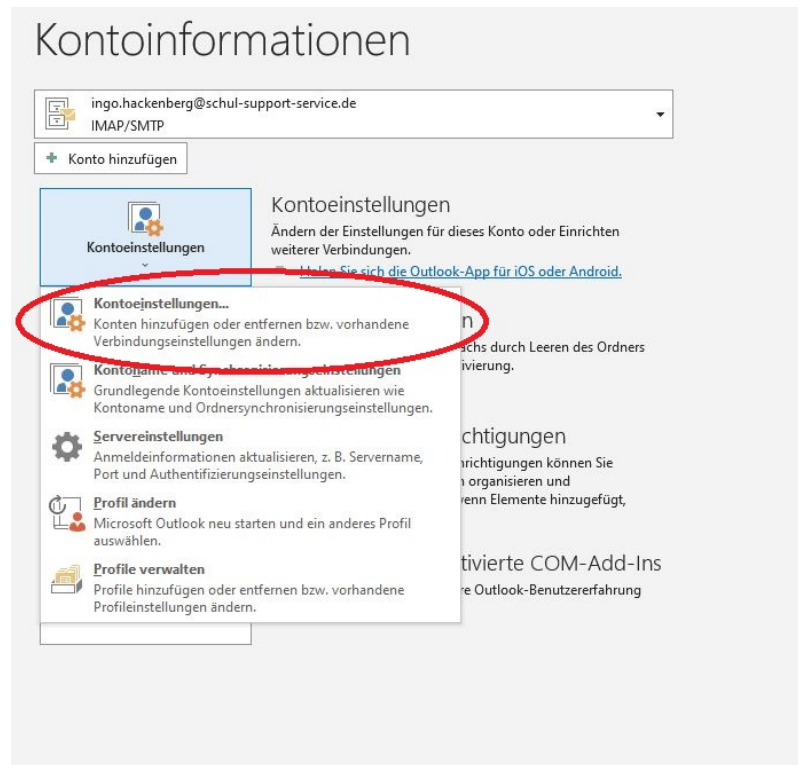 Kontoinformationen
ingo.hackenberg@schul-support-service.de
IMAP/SMTP
Konto hinzufügen
Kontoeinstellungen
Kontoeinstellungen
Ändern der Einstellungen für dieses Konto oder Einrichten
weiterer Verbindungen.
Holen Sie sich die Outlook-App für iOS oder Android.
Kontoeinstellungen...
Konten hinzufügen oder entfernen bzw. vorhandene
Verbindungseinstellungen ändern.
Kontoname und Synchronisierungseinstellungen
Grundlegende Kontoeinstellungen aktualisieren wie
Kontoname und Ordnersynchronisierungseinstellungen.
Servereinstellungen
Anmeldeinformationen aktualisieren, z. B. Servername,
Port und Authentifizierungseinstellungen.
Profil ändern
Microsoft Outlook neu starten und ein anderes Profil
auswählen.
Profile verwalten
Profile hinzufügen oder entfernen bzw. vorhandene
Profileinstellungen ändern.
n
achs durch Leeren des Ordners
ivierung.
chtigungen
nrichtigungen können Sie
organisieren und
wenn Elemente hinzugefügt,
tivierte COM-Add-Ins
re Outlook-Benutzererfahrung